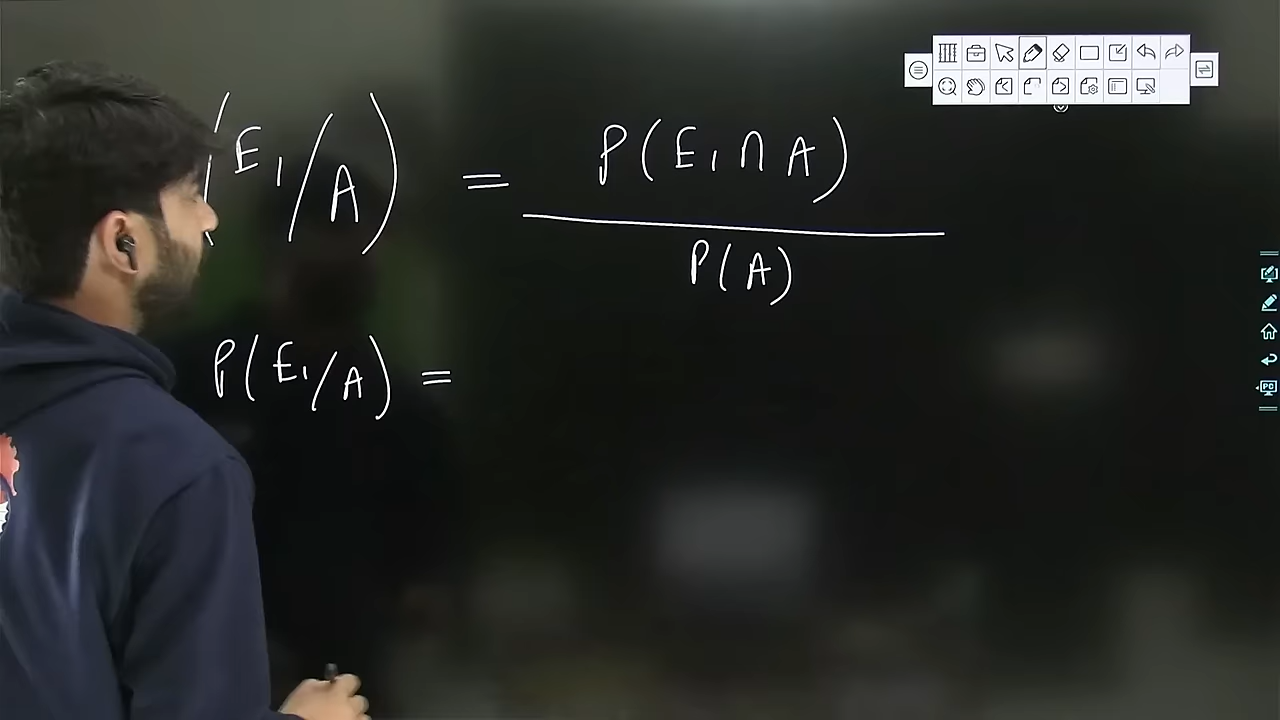 (E₁/A) = P(E₁ ∩ A)
P(A)
P(E₁/A) =